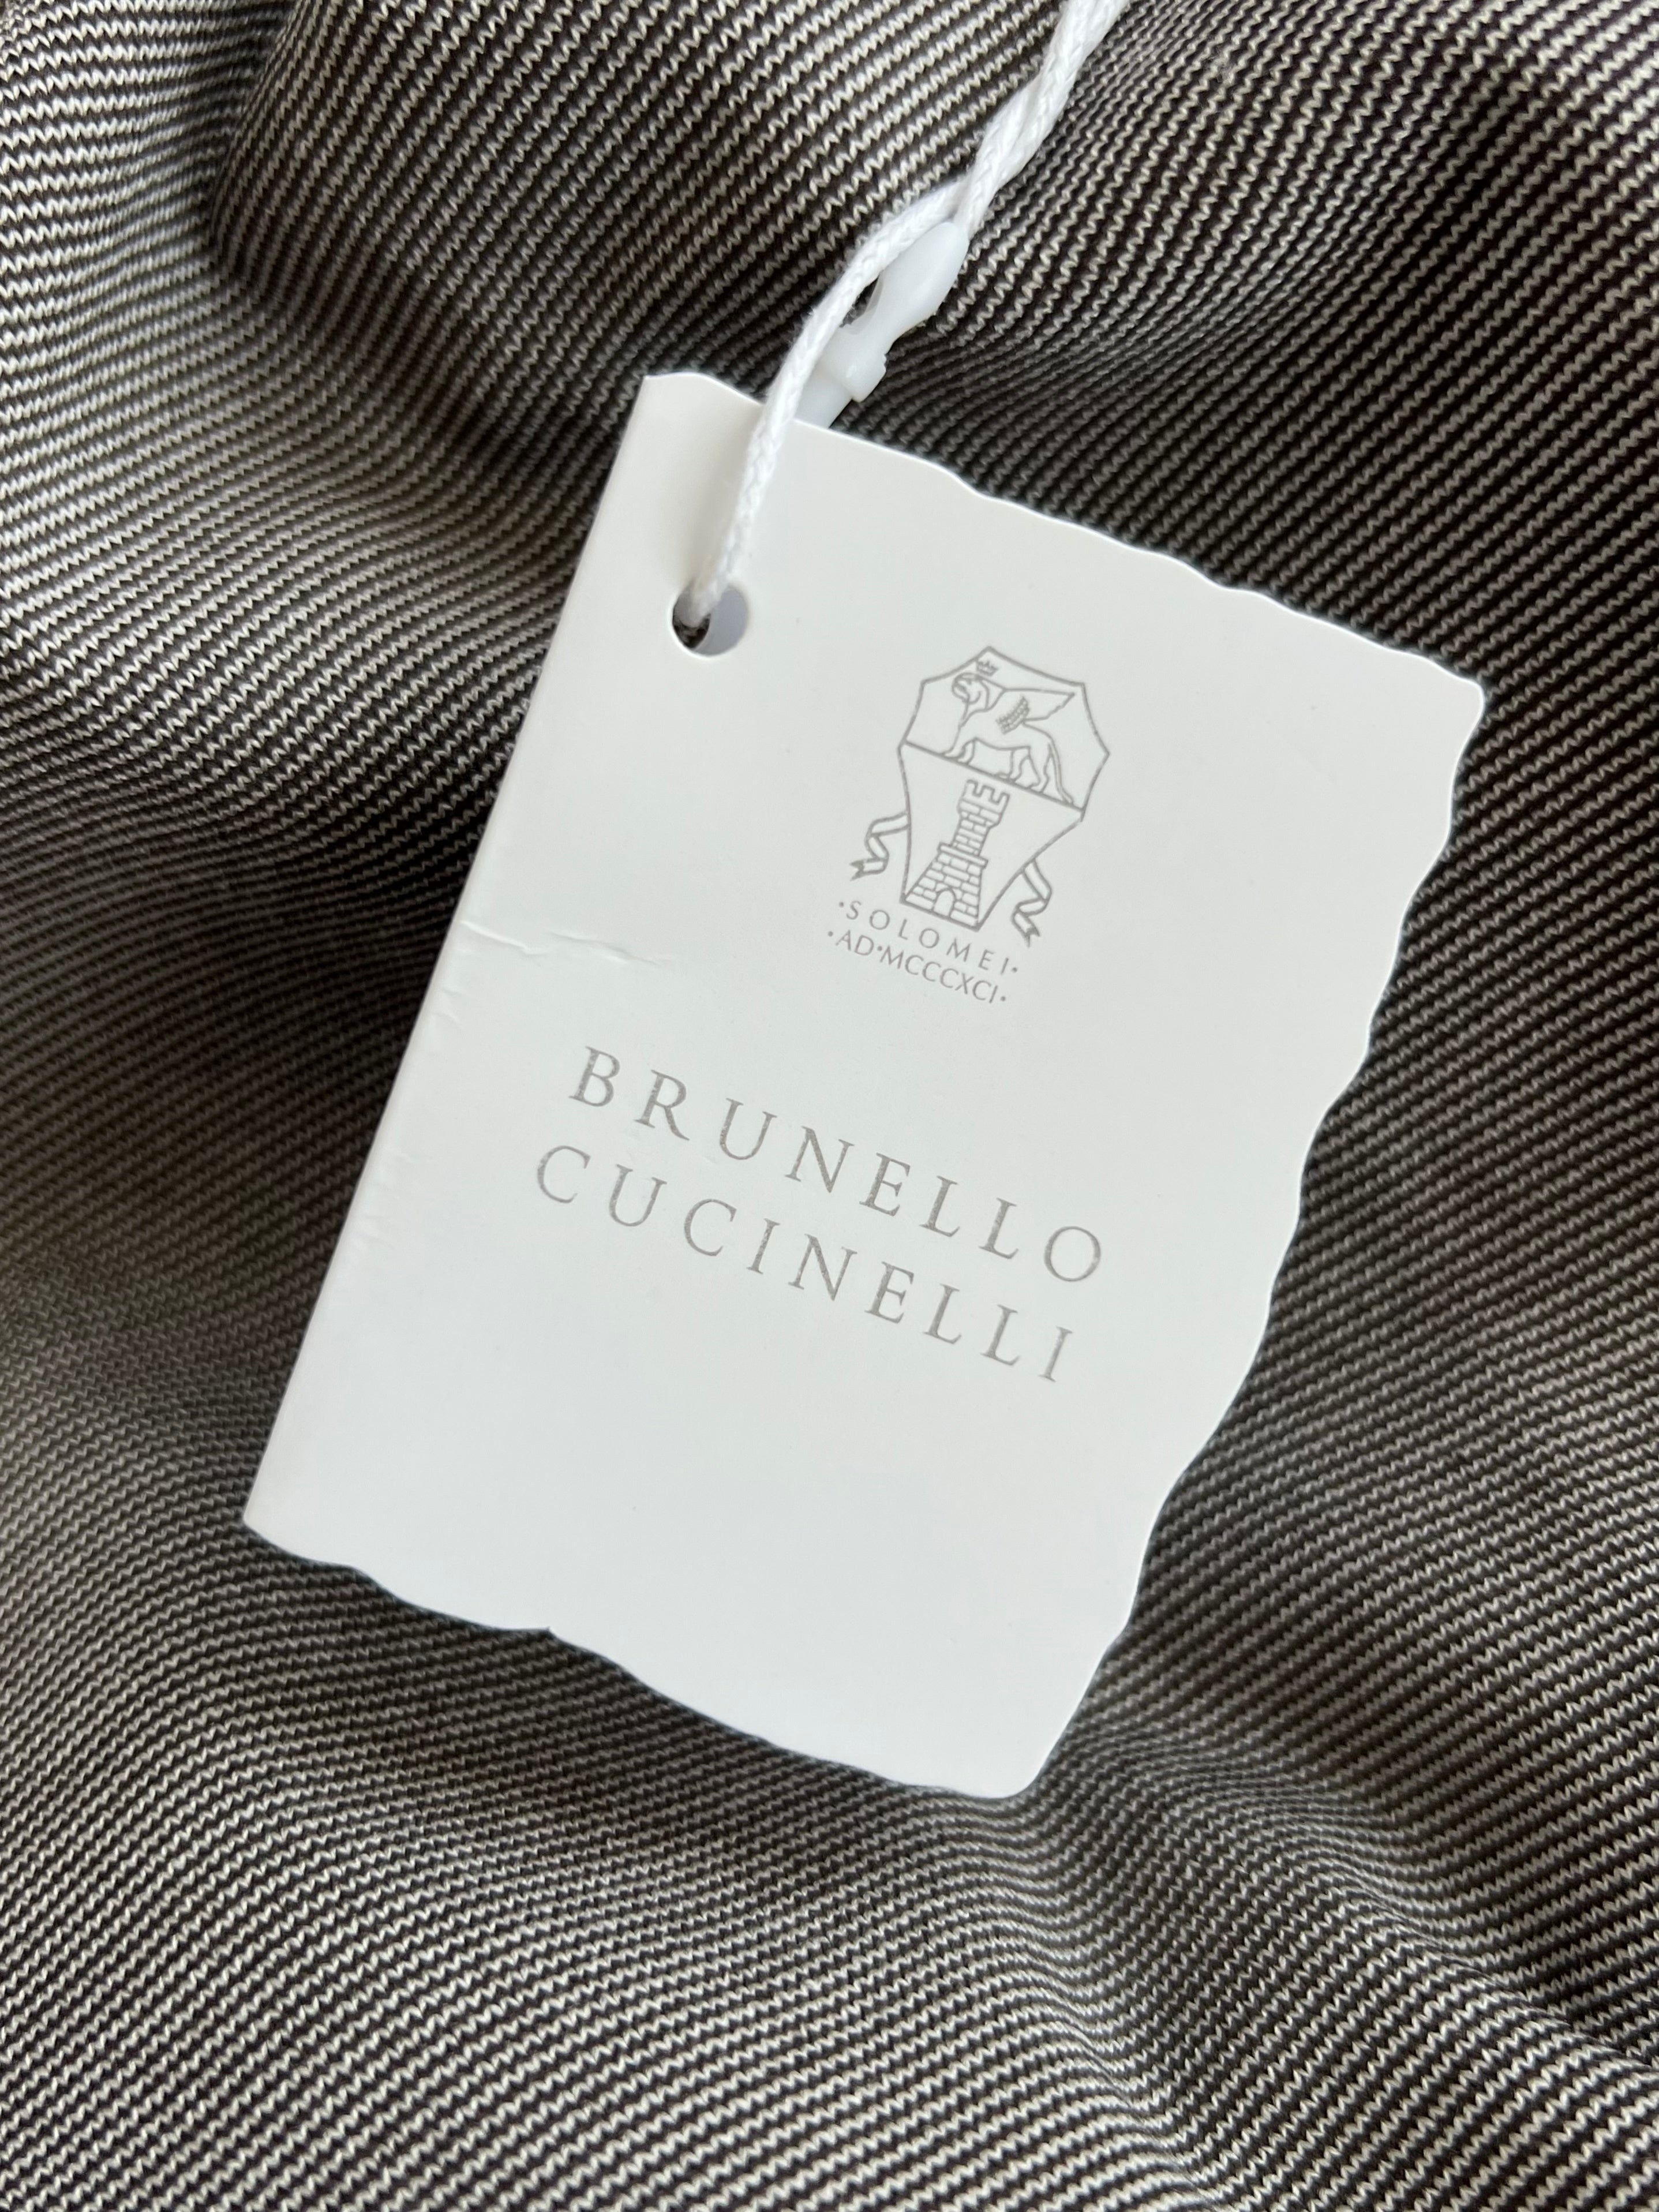 ·SOLOMEI·
·AD·MCCCXCI·
BRUNELLO
CUCINELLI